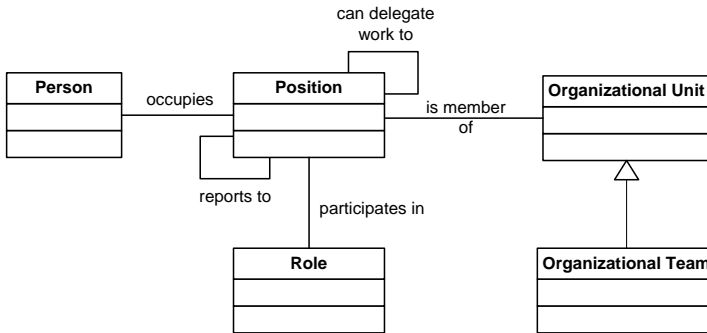 can delegate
work to
Person
Position
Organizational Unit
occupies
is member
of
reports to
participates in
Role
Organizational Team